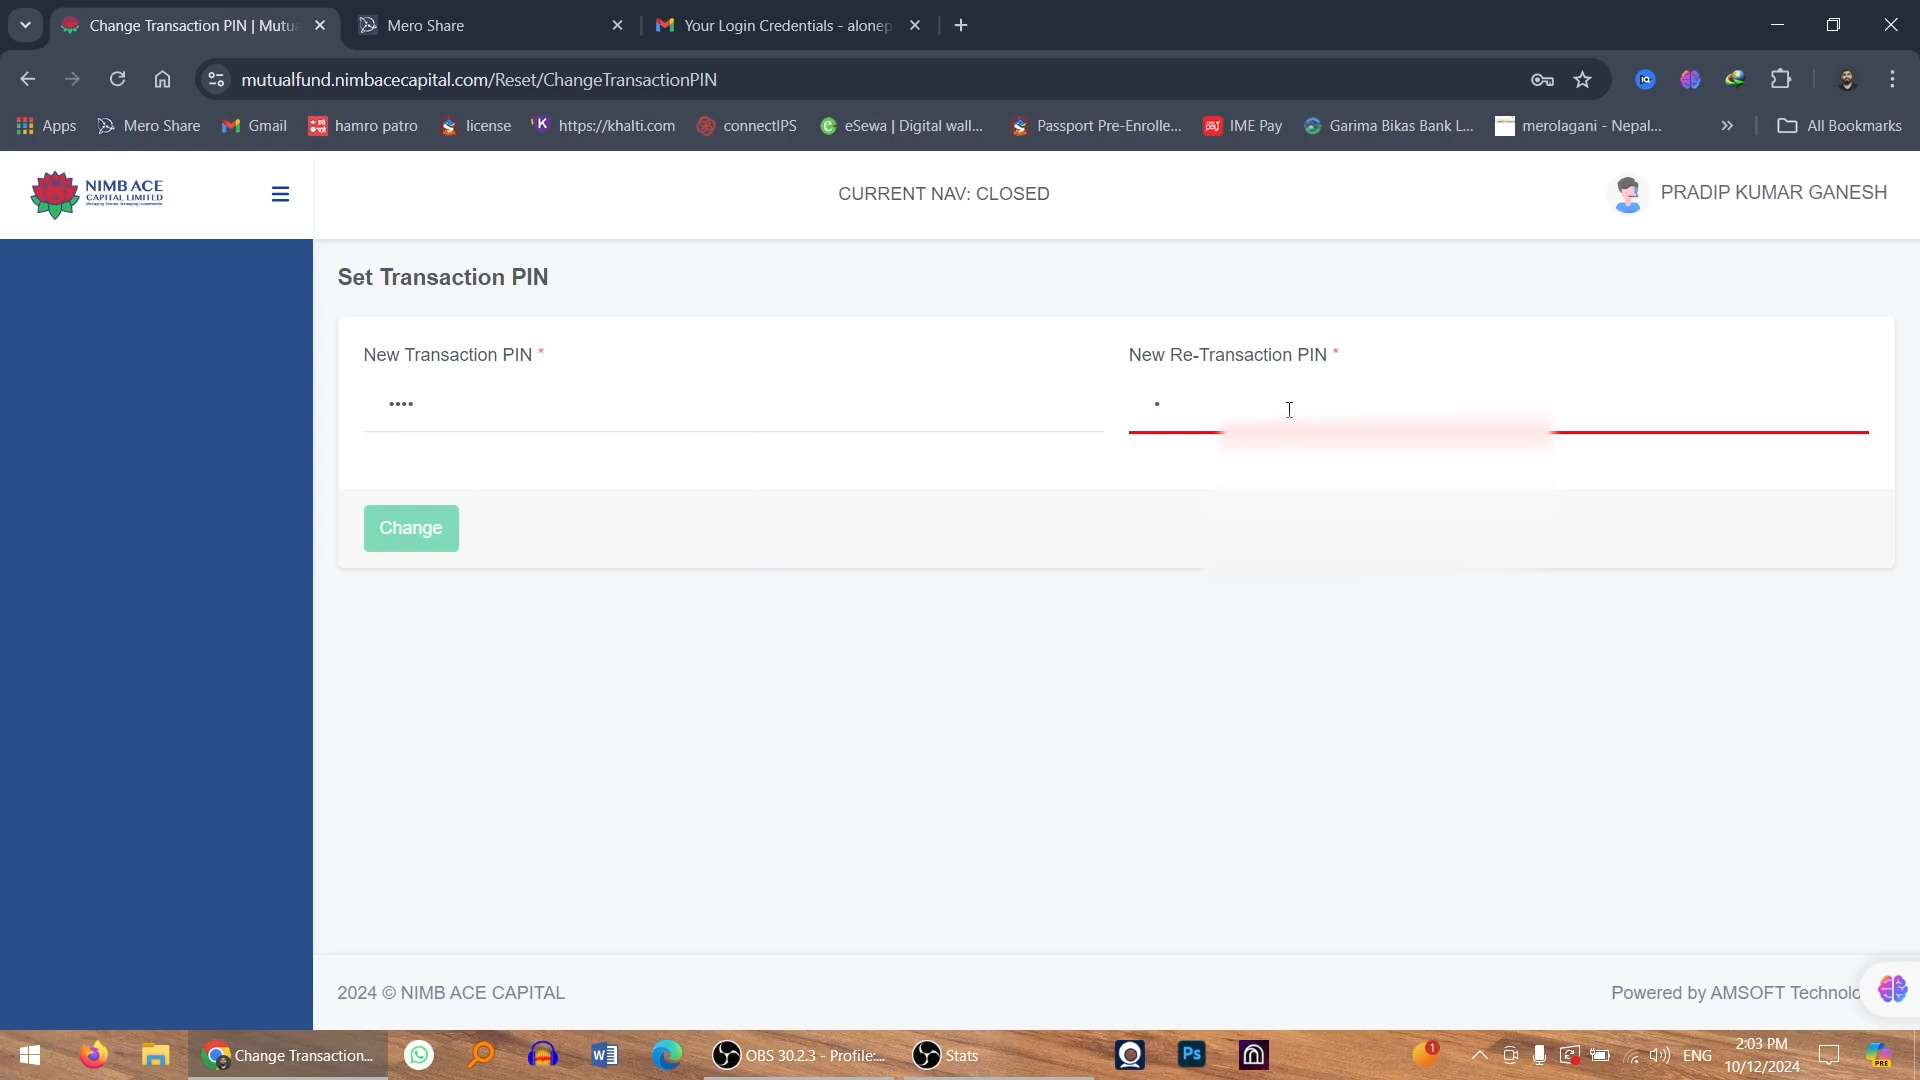 Change Transaction PIN | Mutu
Mero Share
Your Login Credentials - alonep
mutualfund.nimbacecapital.com/Reset/ChangeTransactionPIN
Apps
Mero Share
Gmail
hamro patro
license
https://khalti.com
connectIPS
eSewa | Digital wall...
Passport Pre-Enrolle...
IME Pay
Garima Bikas Bank L...
merolagani - Nepal...
All Bookmarks
NIMB ACE
CAPITAL LIMITED
CURRENT NAV: CLOSED
PRADIP KUMAR GANESH
Set Transaction PIN
New Transaction PIN *
New Re-Transaction PIN *
Change
2024 © NIMB ACE CAPITAL
Powered by AMSOFT Technolo
Change Transaction...
OBS 30.2.3 - Profile:...
Stats
Ps
1
ENG
2:03 PM
10/12/2024
PRE